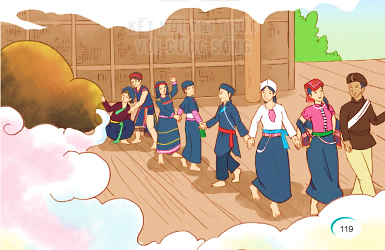 KẾT NỐI TRI THỨC
VỚI CUỘC SỐNG
119